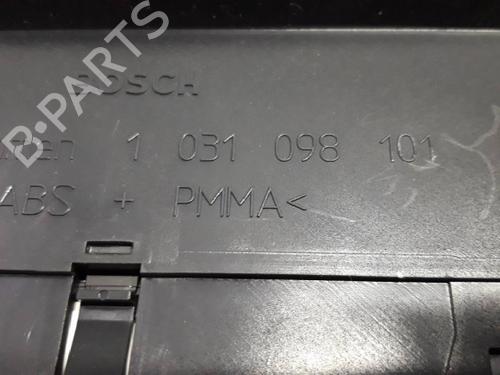 B-PARTS
BOSCH
1 031 098 101
ABS + PMMA<